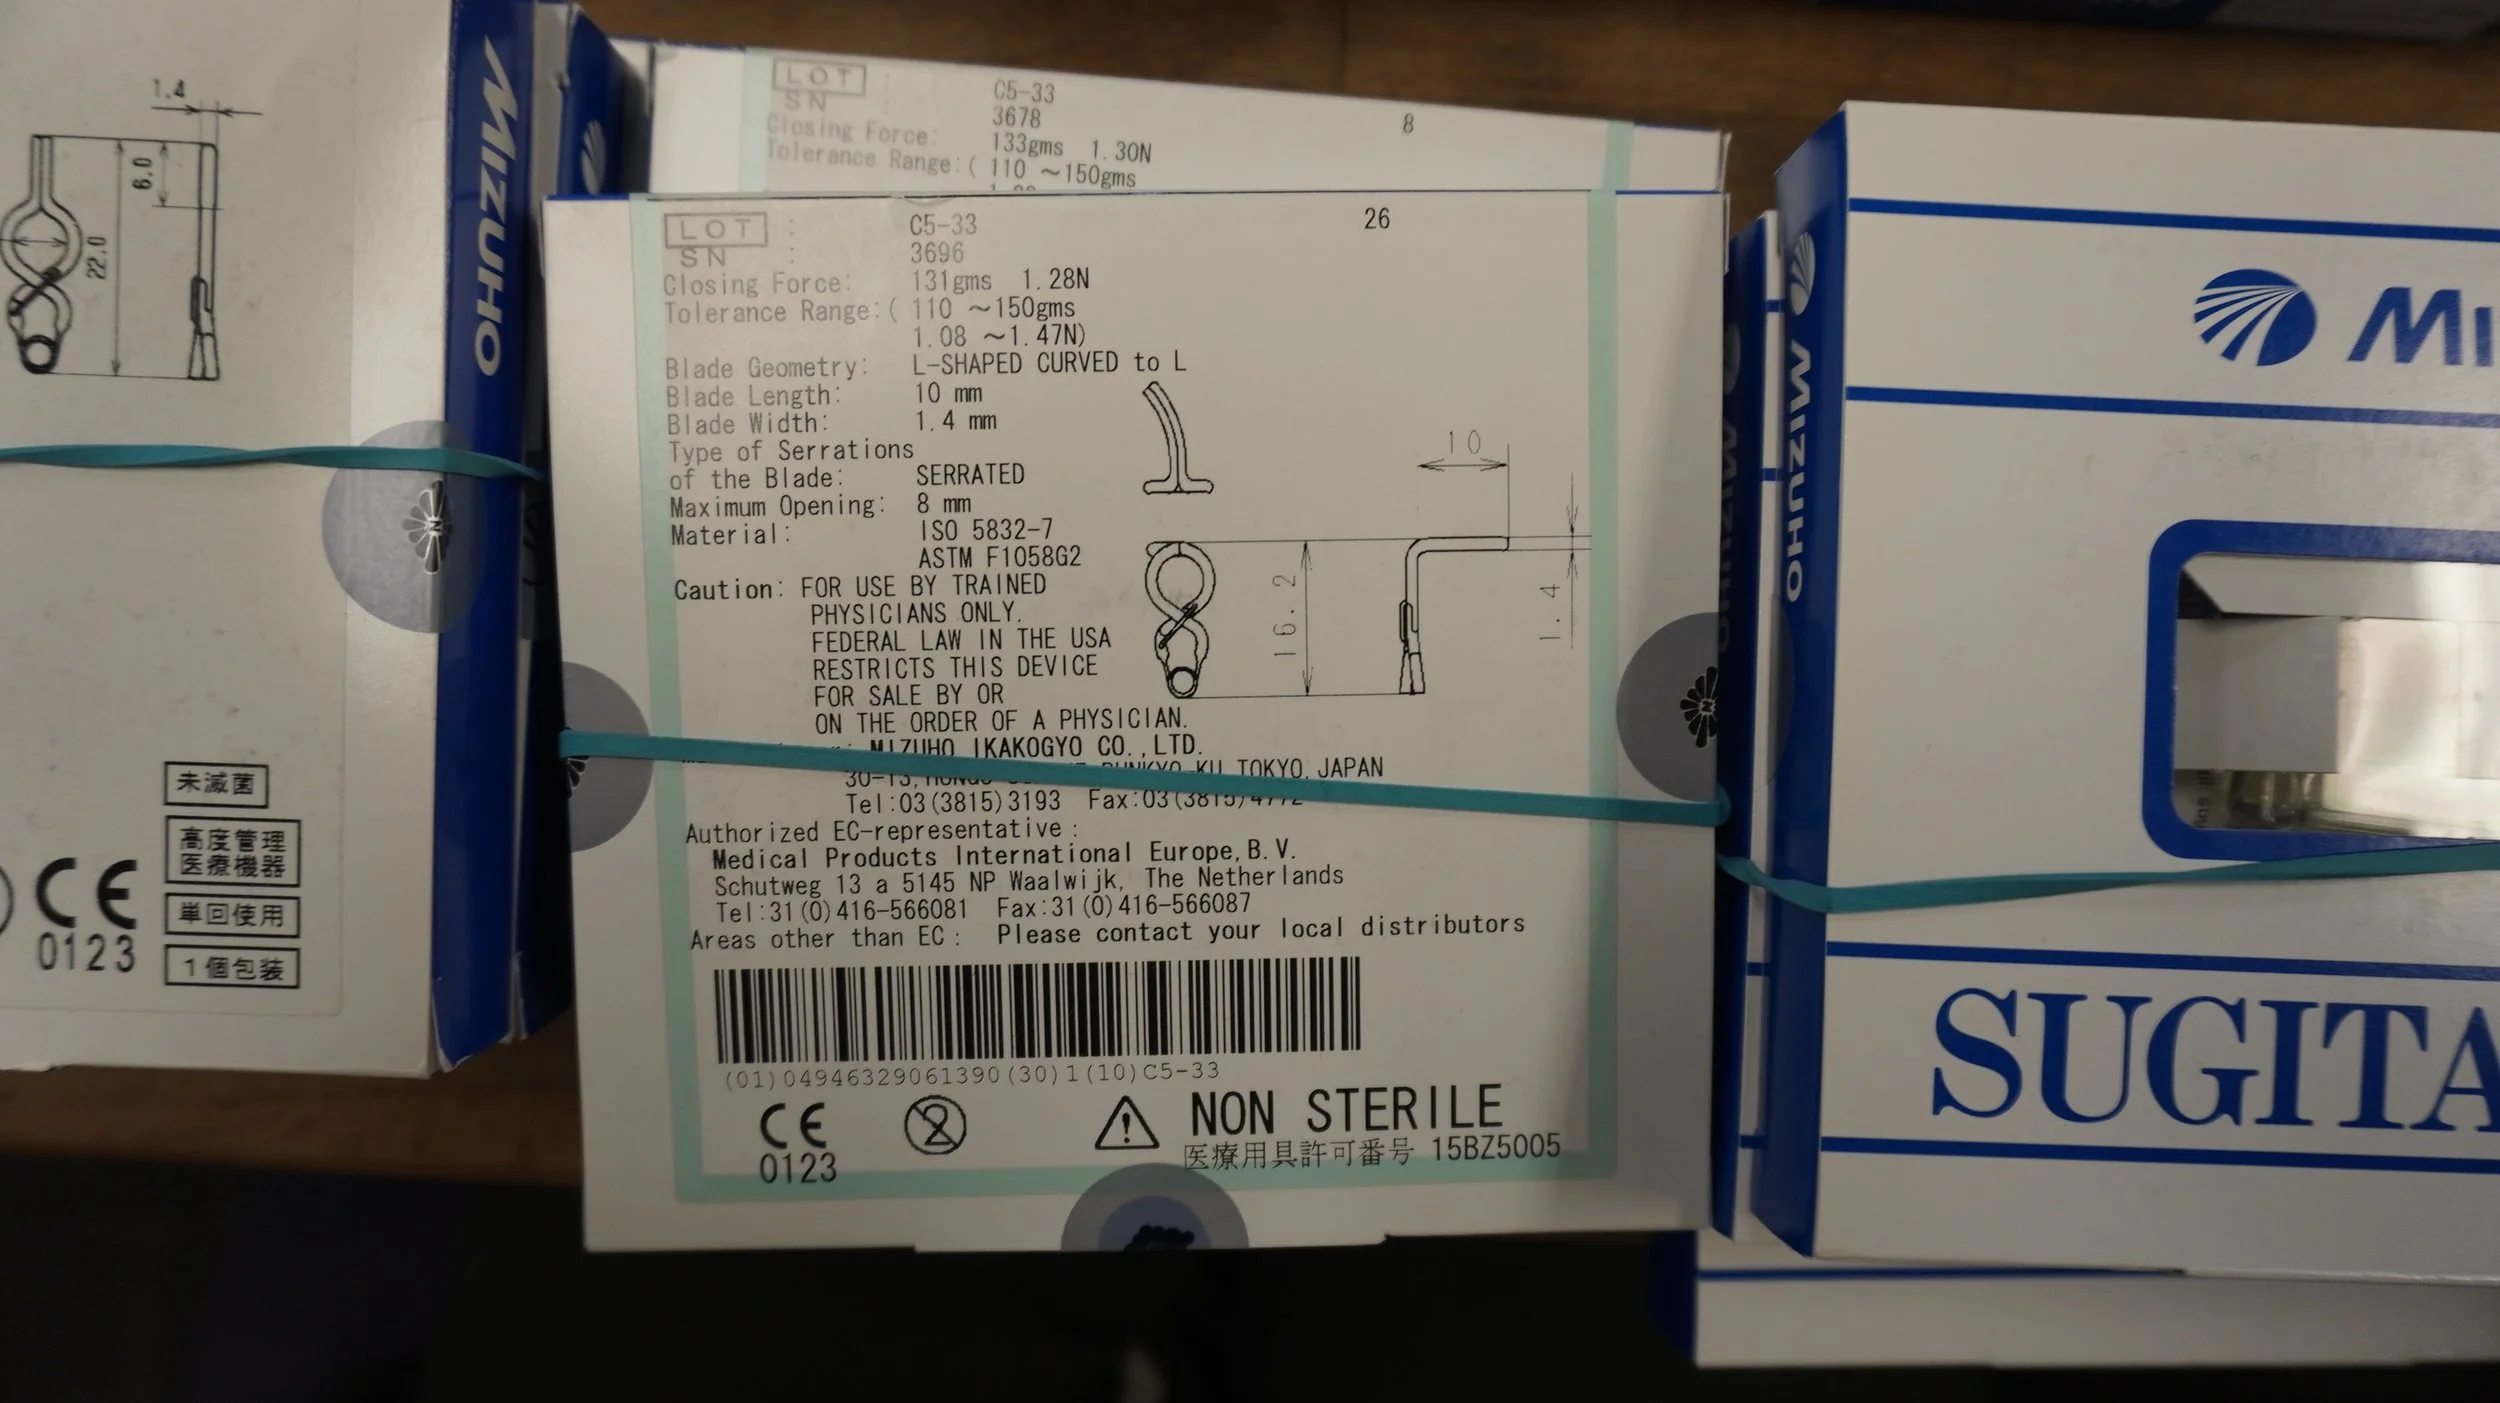 1.4
6.0
22.0
未滅菌
高度管理
医療機器
単回使用
1個包装
CE
0123
MIZUHO
LOT : C5-33 8
SN : 3678
Closing Force: 133gms 1.30N
Tolerance Range:( 110 ~150gms
LOT : C5-33 26
SN : 3696
Closing Force: 131gms 1.28N
Tolerance Range:( 110 ~150gms
1.08 ~1.47N)
Blade Geometry: L-SHAPED CURVED to L
Blade Length: 10 mm
Blade Width: 1.4 mm
Type of Serrations
of the Blade: SERRATED
Maximum Opening: 8 mm
Material: ISO 5832-7
ASTM F1058G2
Caution: FOR USE BY TRAINED
PHYSICIANS ONLY.
FEDERAL LAW IN THE USA
RESTRICTS THIS DEVICE
FOR SALE BY OR
ON THE ORDER OF A PHYSICIAN.
MIZUHO IKAKOGYO CO.,LTD.
30-13, BUNKYO-KU, TOKYO, JAPAN
Tel:03(3815)3193 Fax:03(3815)4772
Authorized EC-representative:
Medical Products International Europe, B.V.
Schutweg 13 a 5145 NP Waalwijk, The Netherlands
Tel:31(0)416-566081 Fax:31(0)416-566087
Areas other than EC: Please contact your local distributors
(01)04946329061390(30)1(10)C5-33
CE
0123
NON STERILE
医療用具許可番号 15BZ5005
10
16.2
1.4
MIZUHO
MIZUHO
MI
SUGITA